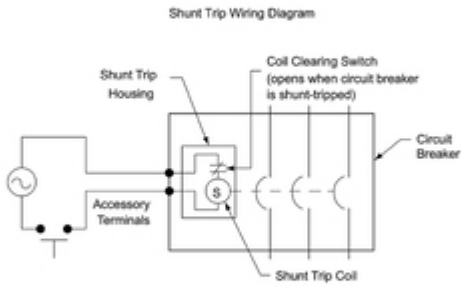 Shunt Trip Wiring Diagram
Coil Clearing Switch
(opens when circuit breaker
is shunt-tripped)
Shunt Trip
Housing
Circuit
Breaker
S
Accessory
Terminals
Shunt Trip Coil